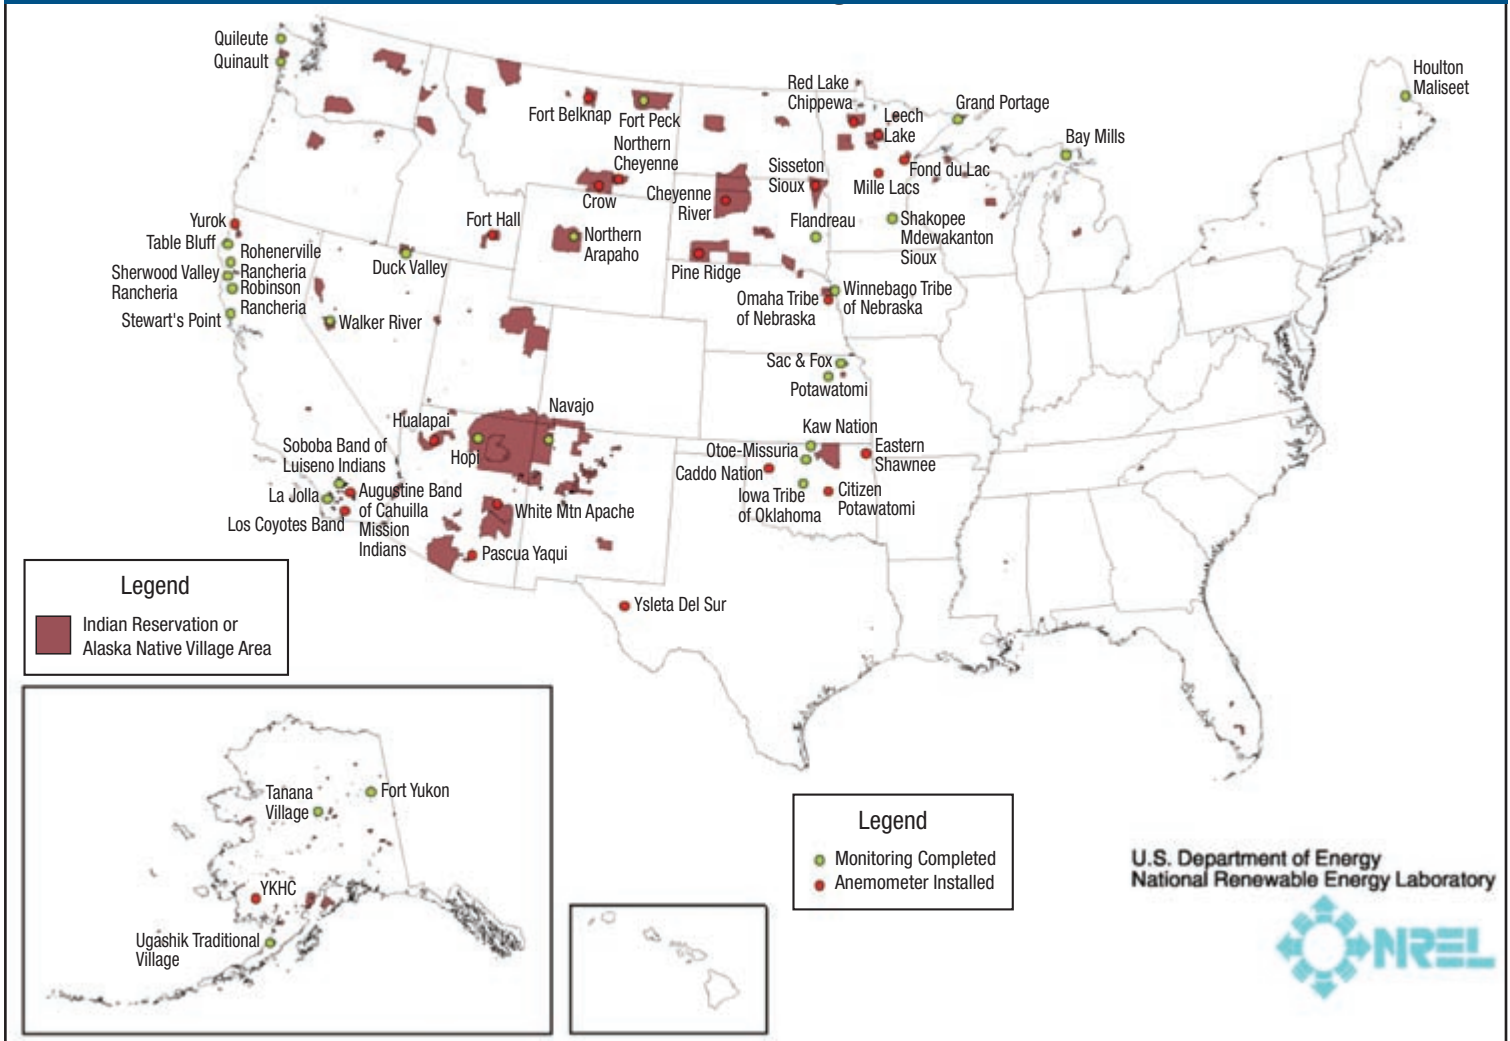 Quileute
Quinault
Fort Belknap
Fort Peck
Northern
Cheyenne
Crow
Cheyenne
River
Red Lake
Chippewa
Leech
Lake
Grand Portage
Bay Mills
Houlton
Maliseet
Sisseton
Sioux
Fond du Lac
Mille Lacs
Flandreau
Shakopee
Mdewakanton
Sioux
Yurok
Table Bluff
Rohenerville
Rancheria
Sherwood Valley
Rancheria
Robinson
Rancheria
Stewart's Point
Fort Hall
Duck Valley
Northern
Arapaho
Pine Ridge
Walker River
Omaha Tribe
of Nebraska
Winnebago Tribe
of Nebraska
Sac & Fox
Potawatomi
Hualapai
Navajo
Hopi
Kaw Nation
Otoe-Missuria
Caddo Nation
Eastern
Shawnee
Iowa Tribe
of Oklahoma
Citizen
Potawatomi
Soboba Band of
Luiseno Indians
La Jolla
Los Coyotes Band
Augustine Band
of Cahuilla
Mission
Indians
White Mtn Apache
Pascua Yaqui
Ysleta Del Sur
Legend
Indian Reservation or
Alaska Native Village Area
Tanana
Village
Fort Yukon
YKHC
Ugashik Traditional
Village
Legend
Monitoring Completed
Anemometer Installed
U.S. Department of Energy
National Renewable Energy Laboratory
NREL